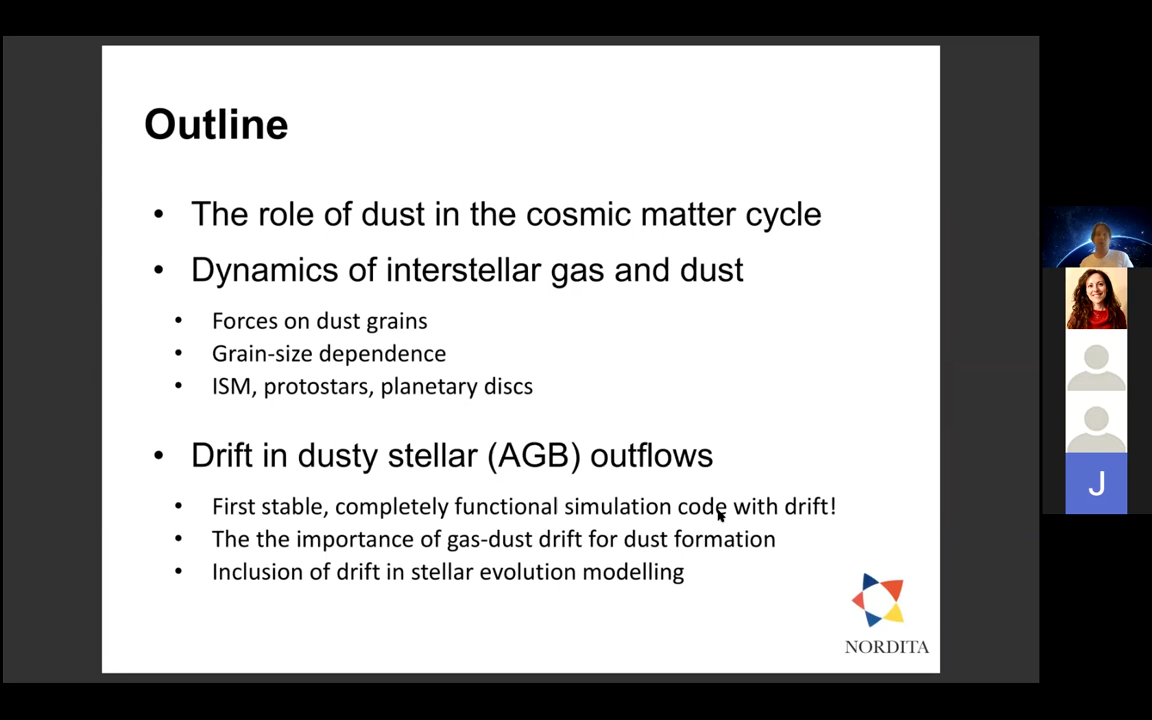 Outline
• The role of dust in the cosmic matter cycle
• Dynamics of interstellar gas and dust
• Forces on dust grains
• Grain-size dependence
• ISM, protostars, planetary discs
• Drift in dusty stellar (AGB) outflows
• First stable, completely functional simulation code with drift!
• The the importance of gas-dust drift for dust formation
• Inclusion of drift in stellar evolution modelling
NORDITA
J